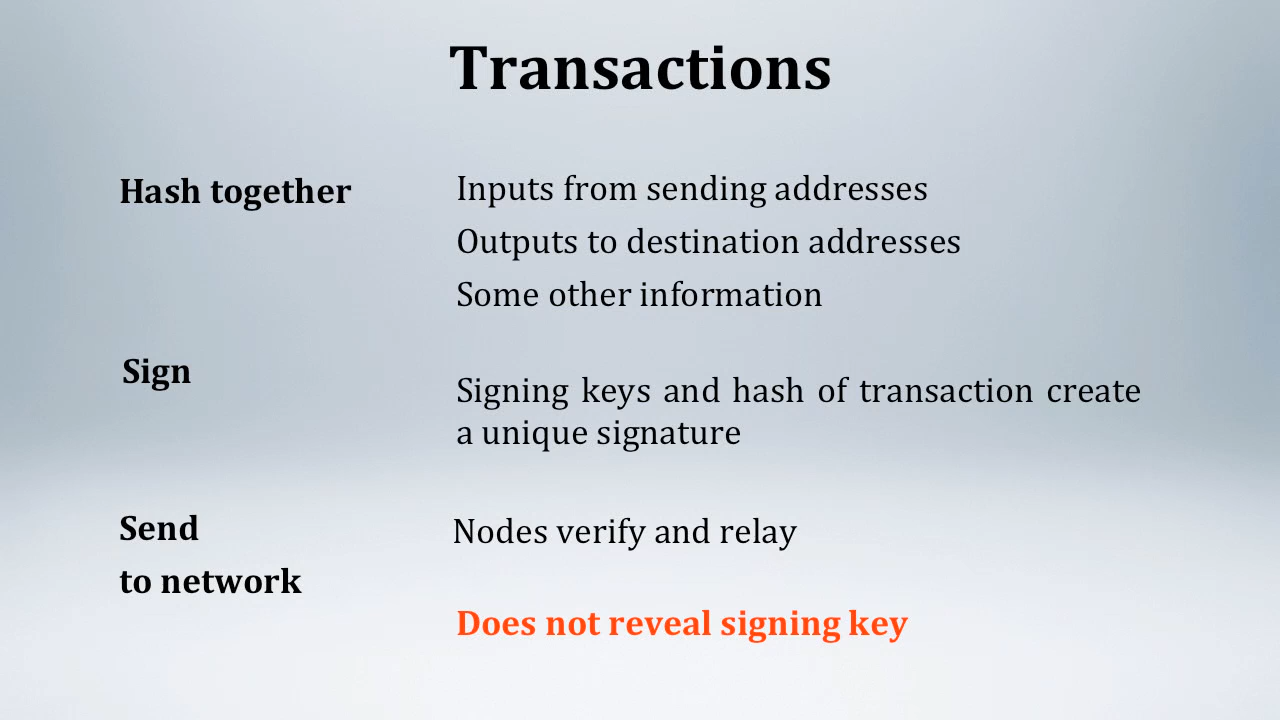 Transactions
Hash together
Inputs from sending addresses
Outputs to destination addresses
Some other information
Sign
Signing keys and hash of transaction create
a unique signature
Send
to network
Nodes verify and relay
Does not reveal signing key